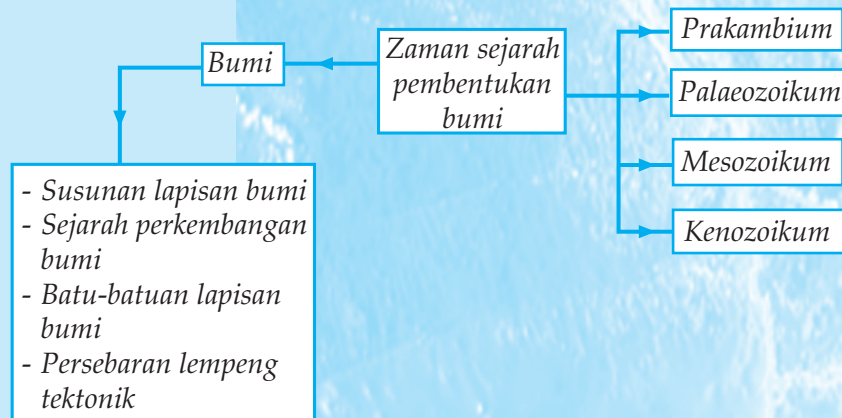 Bumi
Zaman sejarah
pembentukan
bumi
Prakambium
Palaeozoikum
Mesozoikum
Kenozoikum
- Susunan lapisan bumi
- Sejarah perkembangan
bumi
- Batu-batuan lapisan
bumi
- Persebaran lempeng
tektonik